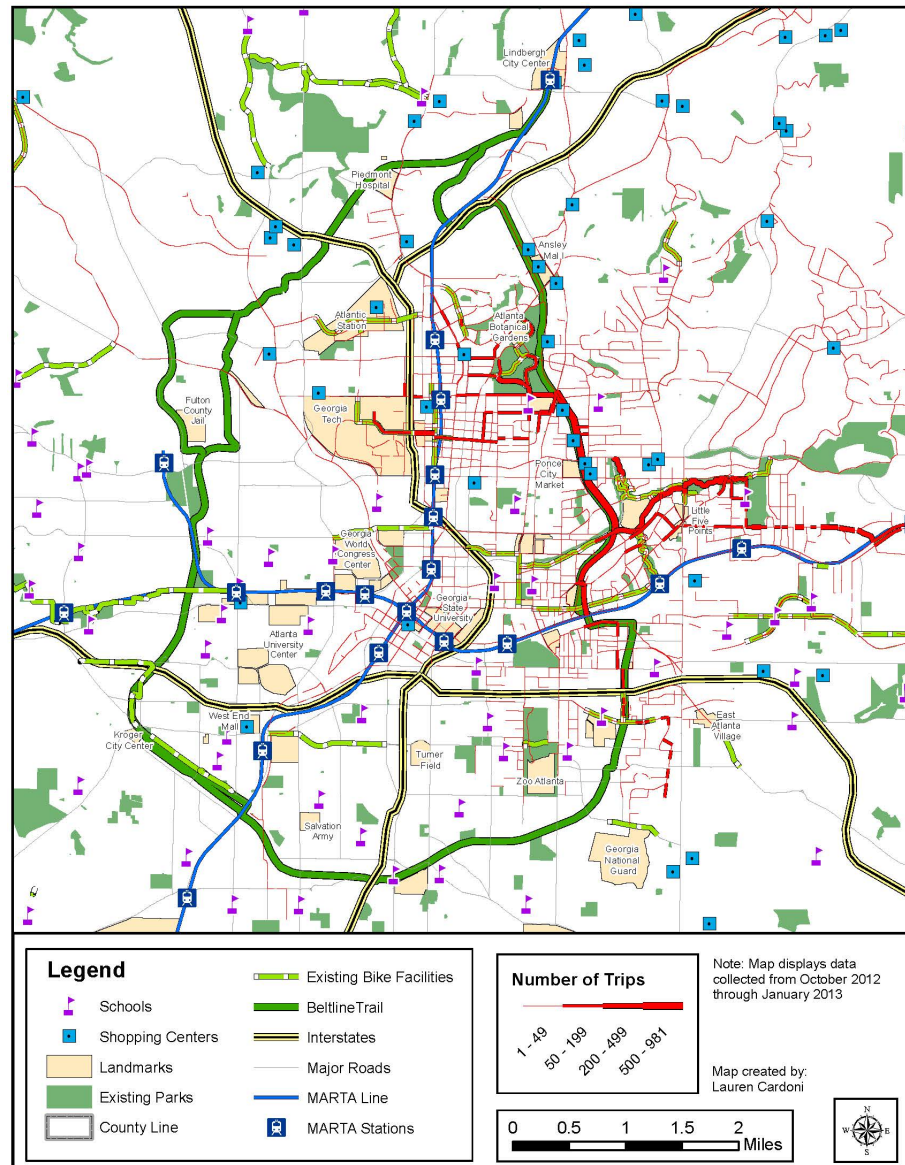 Lindbergh
City Center
Piedmont
Hospital
Ansley
Mall
Atlantic
Station
Atlanta
Botanical
Gardens
Fulton
County
Jail
Georgia
Tech
Ponce
City
Market
Little
Five
Points
Georgia
World
Congress
Center
Georgia
State
University
Atlanta
University
Center
West End
Mall
Kroger
City Center
Turner
Field
East
Atlanta
Village
Zoo Atlanta
Salvation
Army
Georgia
National
Guard
Legend
Schools
Shopping Centers
Landmarks
Existing Parks
County Line
Existing Bike Facilities
BeltlineTrail
Interstates
Major Roads
MARTA Line
MARTA Stations
Number of Trips
1 - 49
50 - 199
200 - 499
500 - 981
Note: Map displays data
collected from October 2012
through January 2013
Map created by:
Lauren Cardoni
0 0.5 1 1.5 2
Miles
N
W E
S